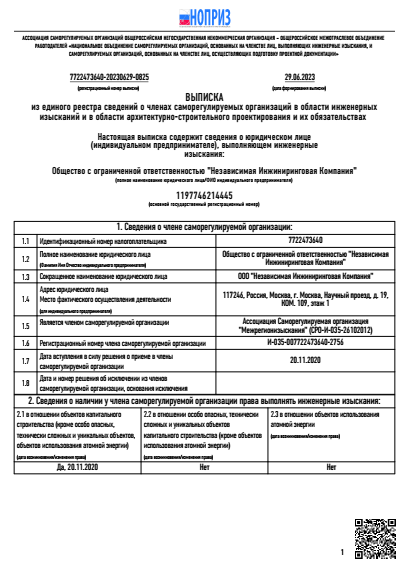 НОПРИЗ
АССОЦИАЦИЯ САМОРЕГУЛИРУЕМЫХ ОРГАНИЗАЦИЙ ОБЩЕРОССИЙСКАЯ НЕГОСУДАРСТВЕННАЯ НЕКОММЕРЧЕСКАЯ ОРГАНИЗАЦИЯ – ОБЩЕРОССИЙСКОЕ МЕЖОТРАСЛЕВОЕ ОБЪЕДИНЕНИЕ
РАБОТОДАТЕЛЕЙ «НАЦИОНАЛЬНОЕ ОБЪЕДИНЕНИЕ САМОРЕГУЛИРУЕМЫХ ОРГАНИЗАЦИЙ, ОСНОВАННЫХ НА ЧЛЕНСТВЕ ЛИЦ, ВЫПОЛНЯЮЩИХ ИНЖЕНЕРНЫЕ ИЗЫСКАНИЯ, И
САМОРЕГУЛИРУЕМЫХ ОРГАНИЗАЦИЙ, ОСНОВАННЫХ НА ЧЛЕНСТВЕ ЛИЦ, ОСУЩЕСТВЛЯЮЩИХ ПОДГОТОВКУ ПРОЕКТНОЙ ДОКУМЕНТАЦИИ»
7722473640-20230629-0825 29.06.2023
(регистрационный номер выписки) (дата формирования выписки)
ВЫПИСКА
из единого реестра сведений о членах саморегулируемых организаций в области инженерных
изысканий и в области архитектурно-строительного проектирования и их обязательствах
Настоящая выписка содержит сведения о юридическом лице
(индивидуальном предпринимателе), выполняющем инженерные
изыскания:
Общество с ограниченной ответственностью "Независимая Инжиниринговая Компания"
(полное наименование юридического лица/ФИО индивидуального предпринимателя)
1197746214445
(основной государственный регистрационный номер)
1. Сведения о члене саморегулируемой организации:
1.1 Идентификационный номер налогоплательщика 7722473640
1.2 Полное наименование юридического лица
(Фамилия Имя Отчество индивидуального предпринимателя)
Общество с ограниченной ответственностью "Независимая
Инжиниринговая Компания"
1.3 Сокращенное наименование юридического лица ООО "Независимая Инжиниринговая Компания"
1.4 Адрес юридического лица
Место фактического осуществления деятельности
(для индивидуального предпринимателя)
117246, Россия, Москва, г. Москва, Научный проезд, д. 19,
КОМ. 109, этаж 1
1.5 Является членом саморегулируемой организации
Ассоциация Саморегулируемая организация
"Межрегионизыскания" (СРО-И-035-26102012)
1.6 Регистрационный номер члена саморегулируемой организации И-035-007722473640-2756
1.7 Дата вступления в силу решения о приеме в члены
саморегулируемой организации
20.11.2020
1.8 Дата и номер решения об исключении из членов
саморегулируемой организации, основания исключения
2. Сведения о наличии у члена саморегулируемой организации права выполнять инженерные изыскания:
2.1 в отношении объектов капитального
строительства (кроме особо опасных,
технически сложных и уникальных объектов,
объектов использования атомной энергии)
(дата возникновения/изменения права)
2.2 в отношении особо опасных, технически
сложных и уникальных объектов
капитального строительства (кроме объектов
использования атомной энергии)
(дата возникновения/изменения права)
2.3 в отношении объектов использования
атомной энергии
(дата возникновения/изменения права)
Да, 20.11.2020 Нет Нет
1